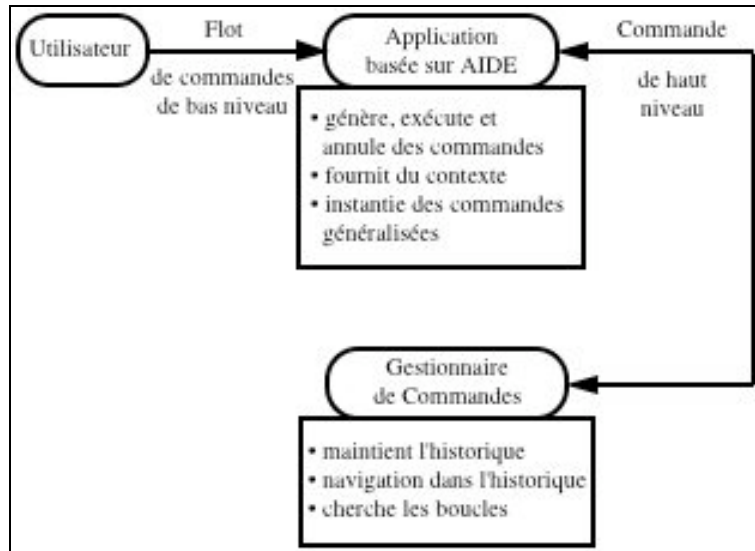 Utilisateur
Flot
de commandes
de bas niveau
Application
basée sur AIDE
• génère, exécute et
annule des commandes
• fournit du contexte
• instantie des commandes
généralisées
Commande
de haut
niveau
Gestionnaire
de Commandes
• maintient l'historique
• navigation dans l'historique
• cherche les boucles